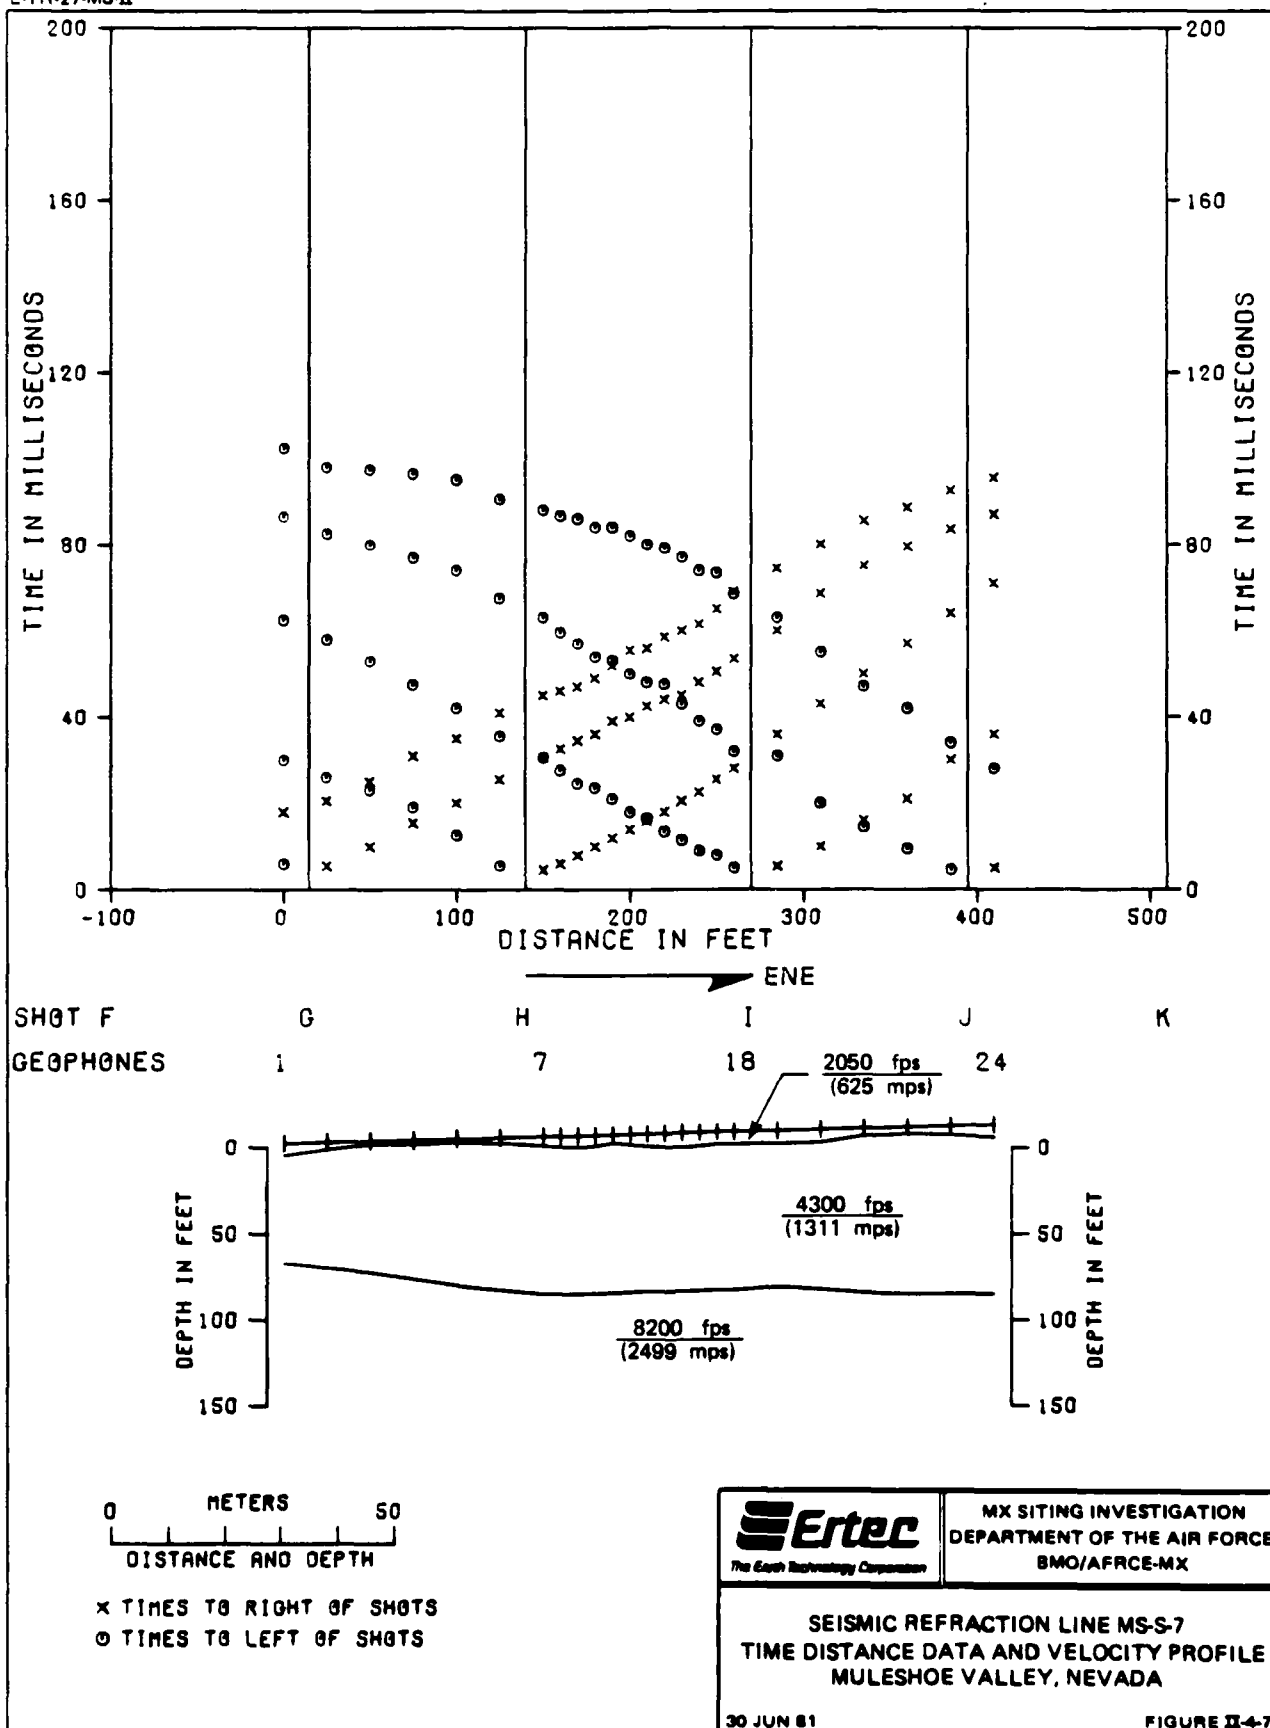 200
160
120
80
40
0
TIME IN MILLISECONDS
200
160
120
80
40
0
TIME IN MILLISECONDS
-100 0 100 200 300 400 500
DISTANCE IN FEET
ENE
SHOT F G H I J K
GEOPHONES 1 7 18 24
2050 fps
(625 mps)
0
50
100
150
DEPTH IN FEET
4300 fps
(1311 mps)
8200 fps
(2499 mps)
0
50
100
150
DEPTH IN FEET
0 METERS 50
DISTANCE AND DEPTH
× TIMES TO RIGHT OF SHOTS
⊙ TIMES TO LEFT OF SHOTS
Ertec
The Earth Technology Corporation
MX SITING INVESTIGATION
DEPARTMENT OF THE AIR FORCE
BMO/AFRCE-MX
SEISMIC REFRACTION LINE MS-S-7
TIME DISTANCE DATA AND VELOCITY PROFILE
MULESHOE VALLEY, NEVADA
30 JUN 81
FIGURE II-4-7